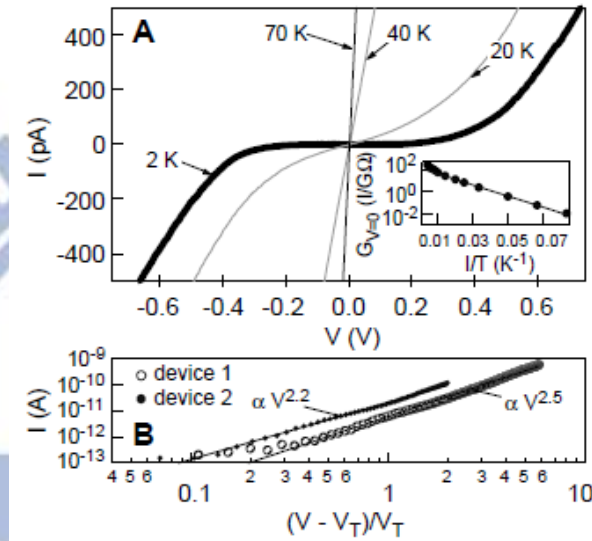 A
70 K
40 K
20 K
2 K
I (pA)
400
200
0
-200
-400
-0.6 -0.4 -0.2 0.0 0.2 0.4 0.6
V (V)
G_V=0 (I/GΩ)
10^2
10^0
10^-2
0.01 0.03 0.05 0.07
I/T (K^-1)
B
I (A)
10^-9
10^-10
10^-11
10^-12
10^-13
device 1
device 2
α V^2.2
α V^2.5
4 5 6 0.1 2 3 4 5 6 1 2 3 4 5 6 10
(V - V_T)/V_T